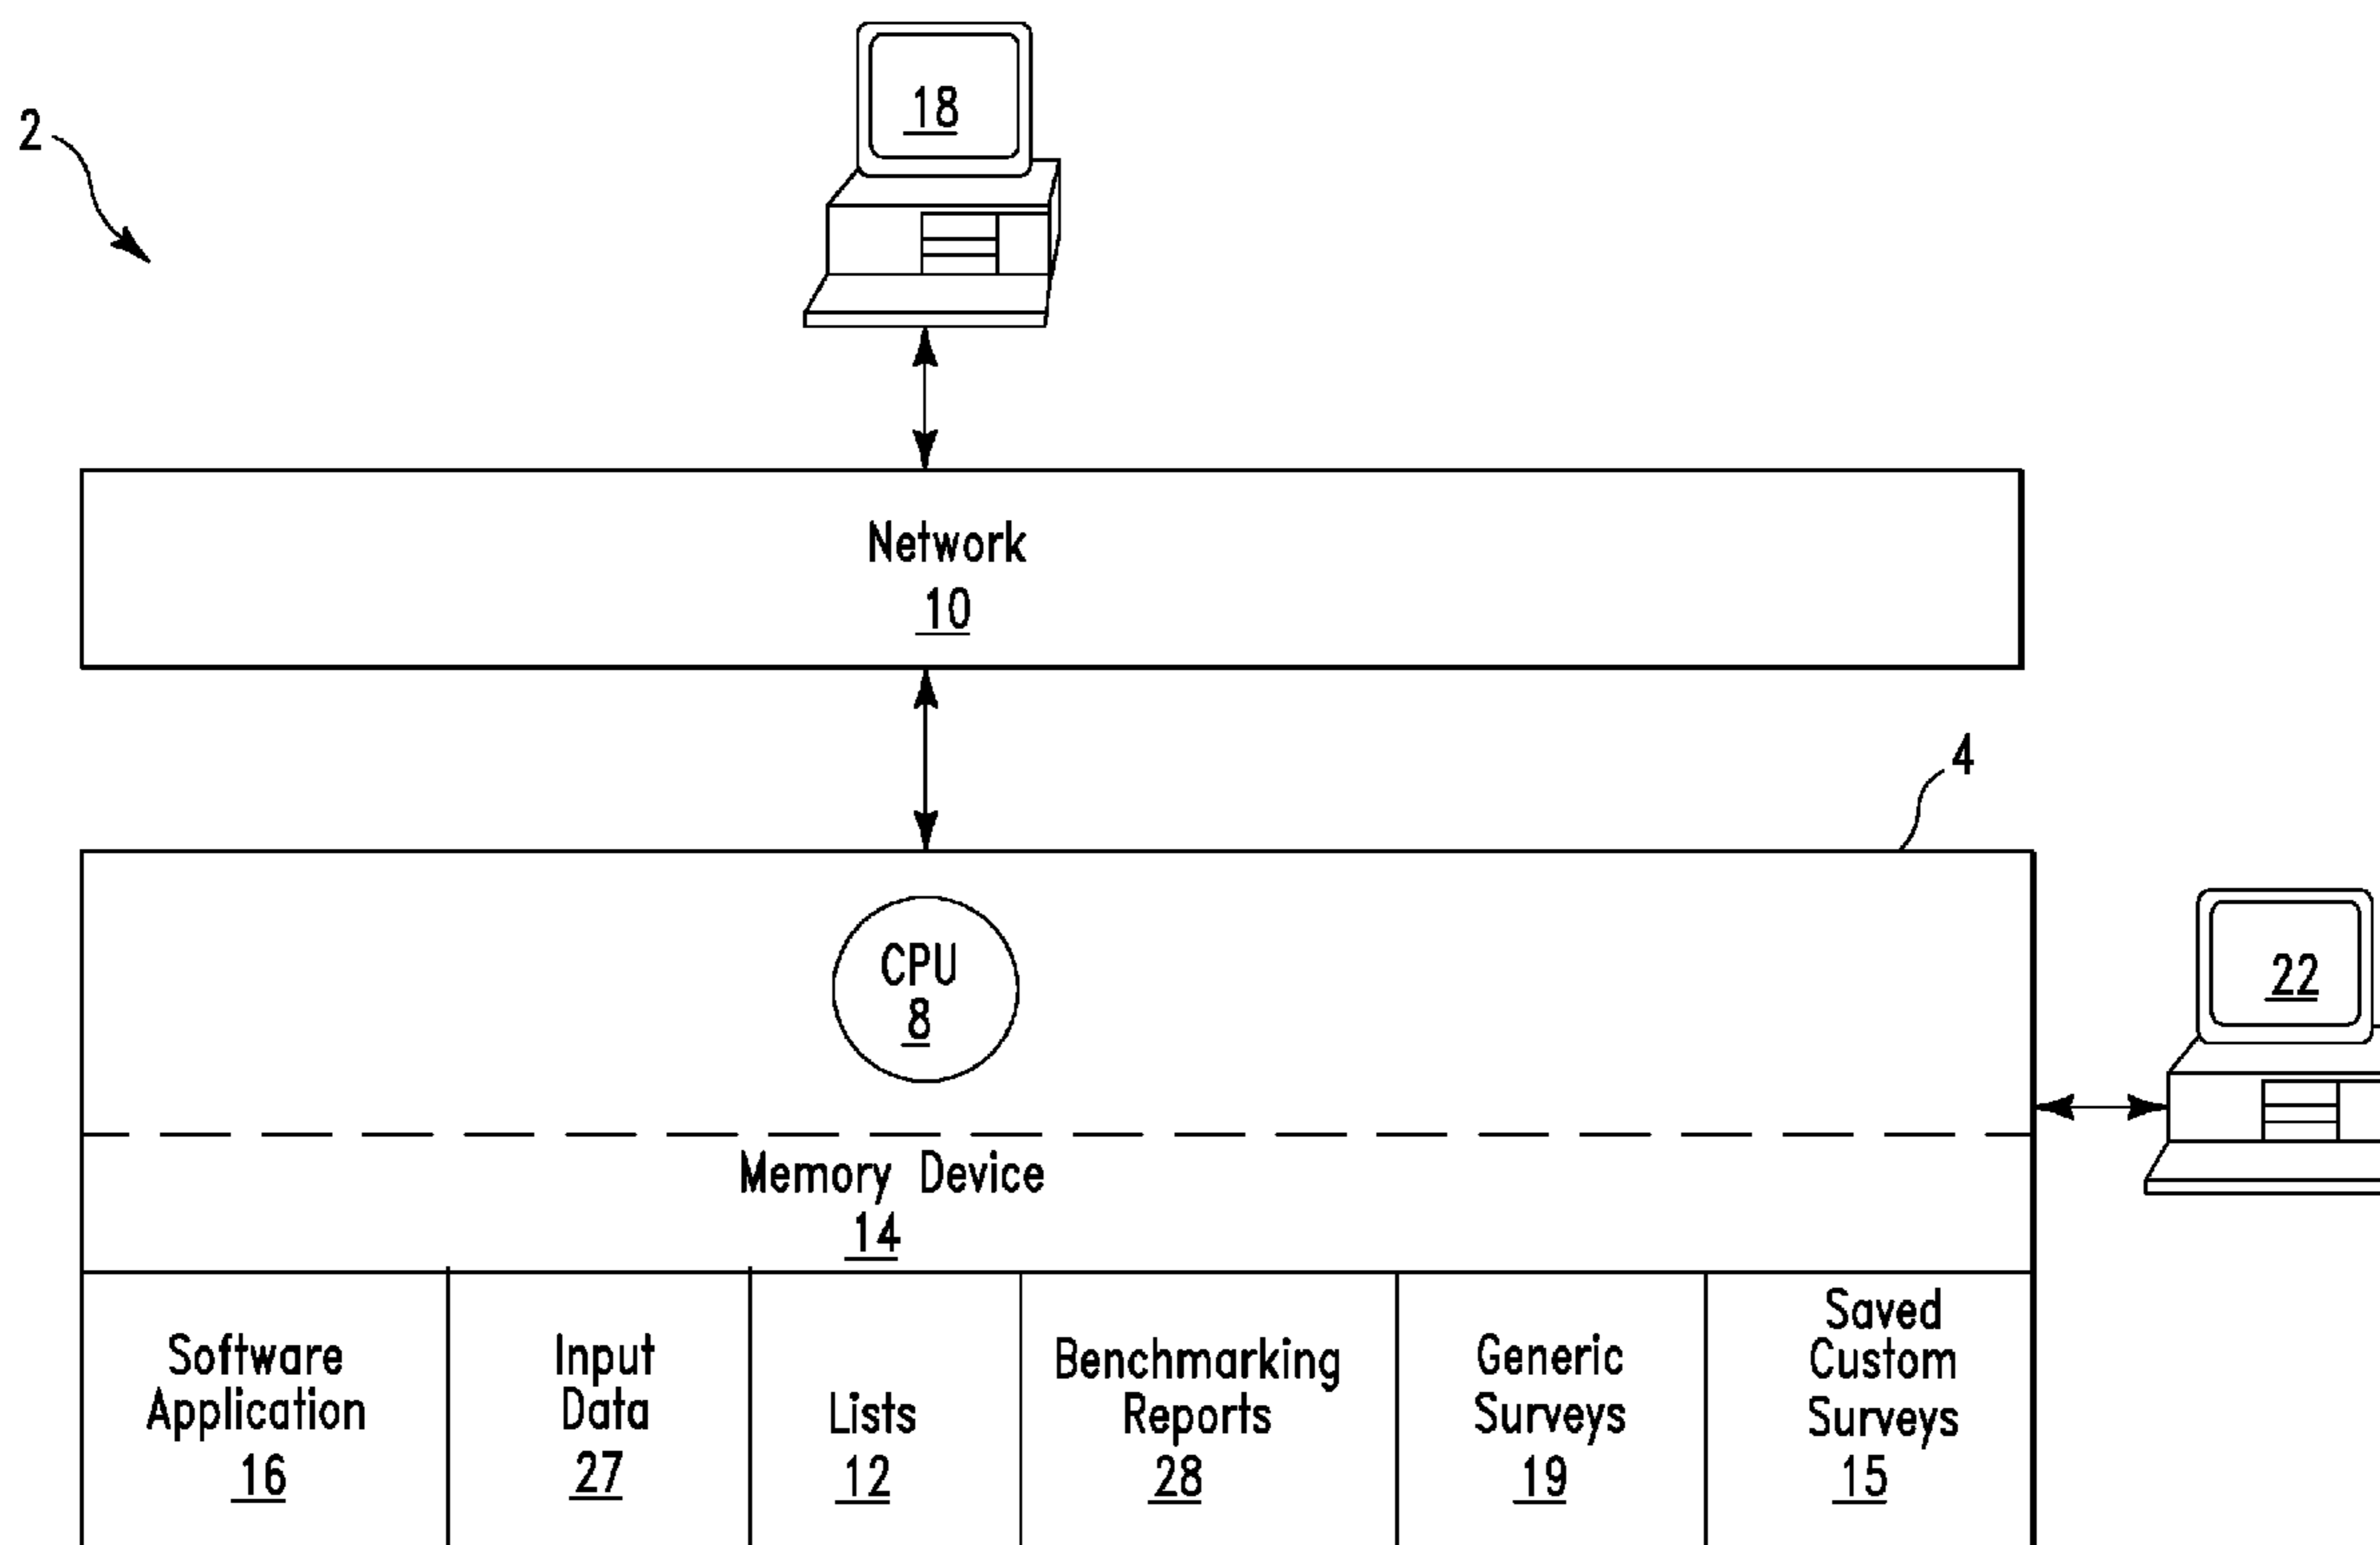 2
18
Network
10
4
CPU
8
22
Memory Device
14
Software
Application
16
Input
Data
27
Lists
12
Benchmarking
Reports
28
Generic
Surveys
19
Saved
Custom
Surveys
15